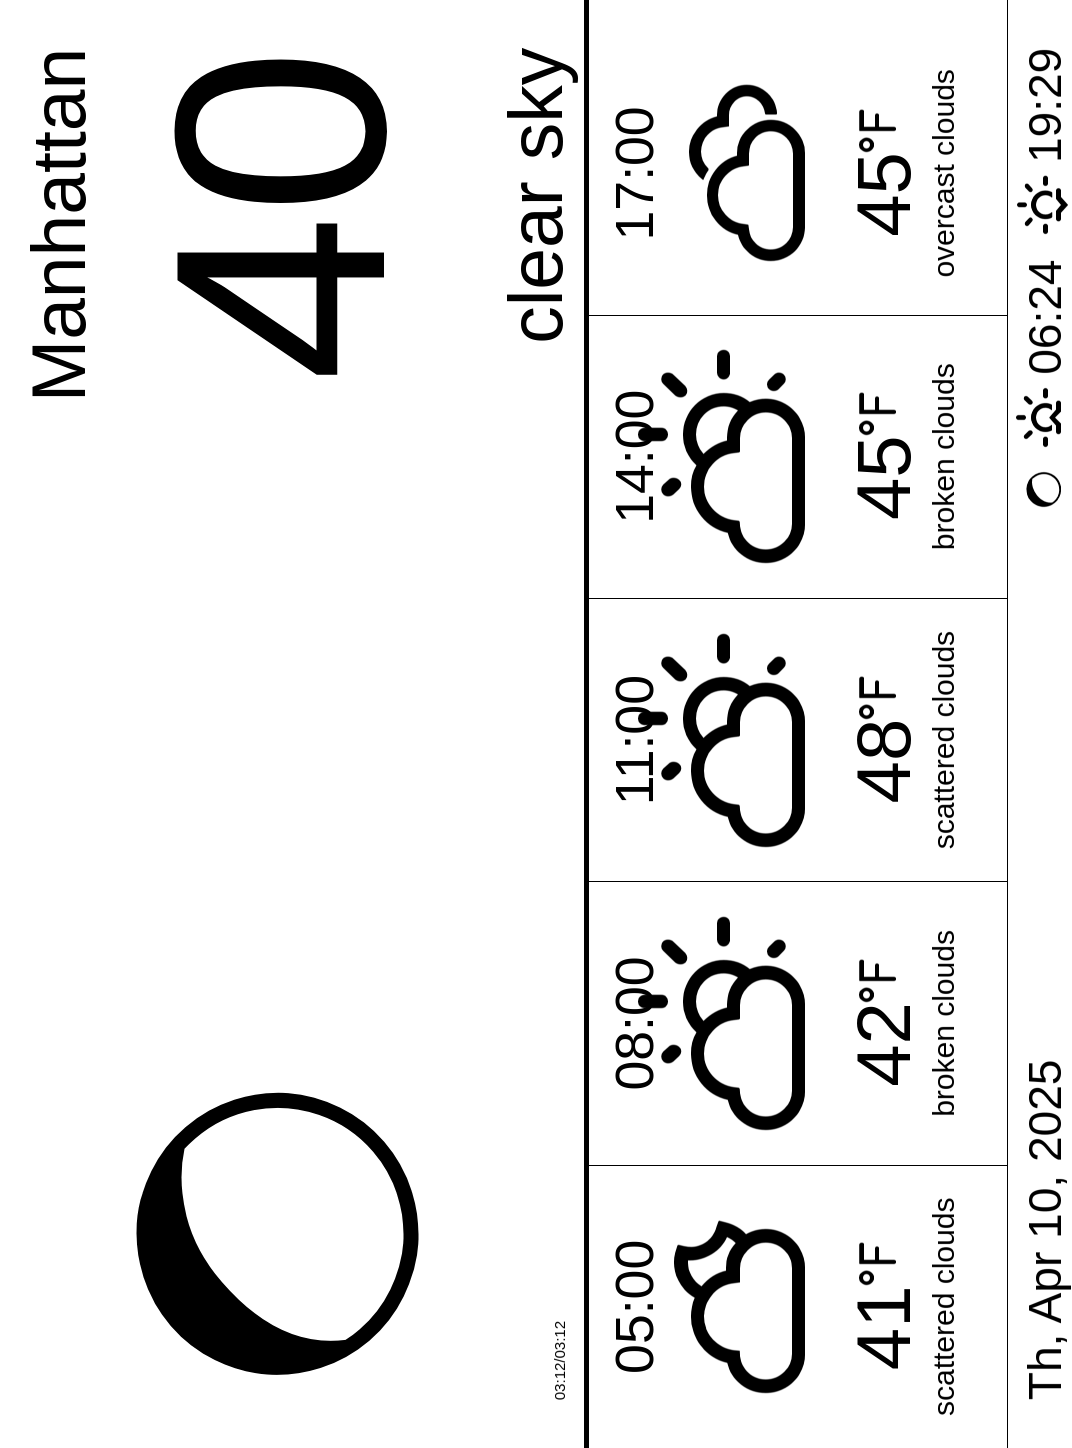 Manhattan
40
clear sky
03:12/03:12
05:00
41°F
scattered clouds
08:00
42°F
broken clouds
11:00
48°F
scattered clouds
14:00
45°F
broken clouds
17:00
45°F
overcast clouds
Th, Apr 10, 2025
06:24
19:29